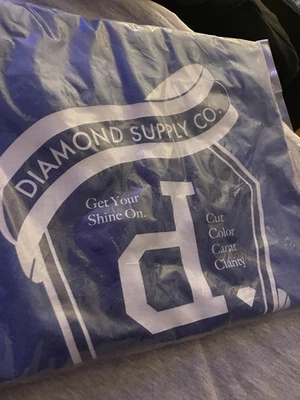 DIAMOND SUPPLY CO.
Get Your
Shine On.
d
Cut
Color
Carat
Clarity